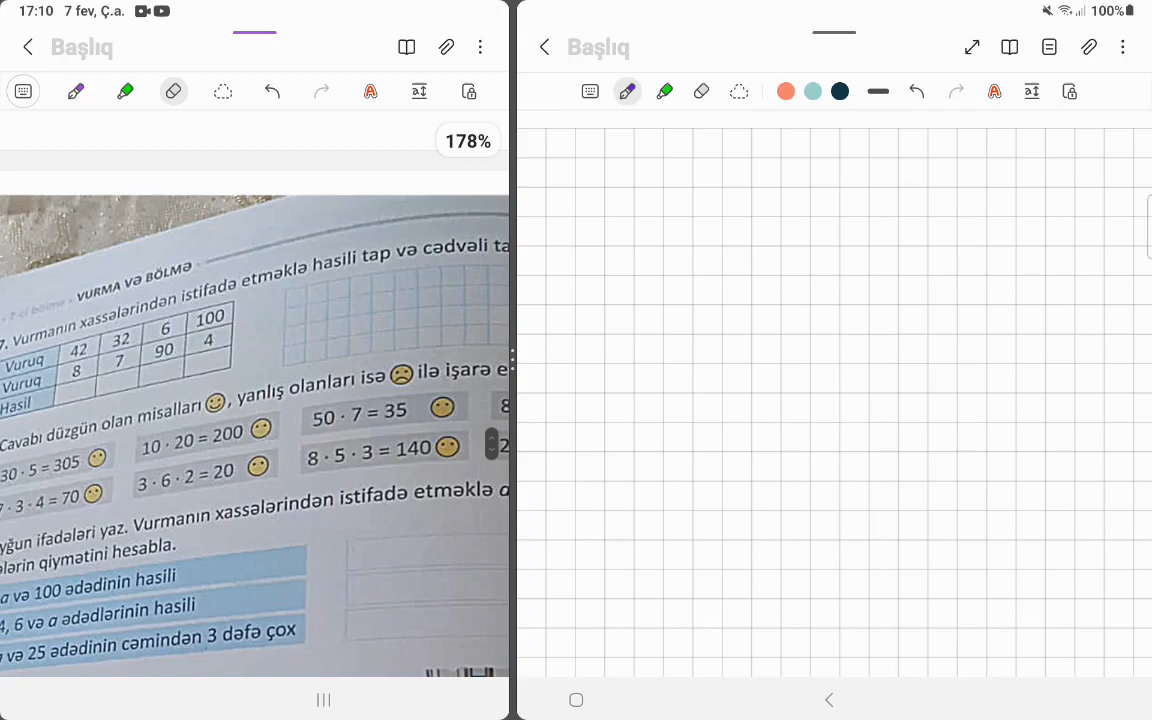 17:10 7 fev, Ç.a.
100%
Başlıq
Başlıq
178%
VURMA VƏ BÖLMƏ
7. Vurmanın xassələrindən istifadə etməklə hasili tap və cədvəli ta
Vuruq 42 32 6 100
Vuruq 8 7 90 4
Hasil
Cavabı düzgün olan misalları , yanlış olanları isə ilə işarə e
30 · 5 = 305 10 · 20 = 200 50 · 7 = 35 8
7 · 3 · 4 = 70 3 · 6 · 2 = 20 8 · 5 · 3 = 140 2
yğun ifadələri yaz. Vurmanın xassələrindən istifadə etməklə a
lərin qiymətini hesabla.
a və 100 ədədinin hasili
4, 6 və a ədədlərinin hasili
və 25 ədədinin cəmindən 3 dəfə çox